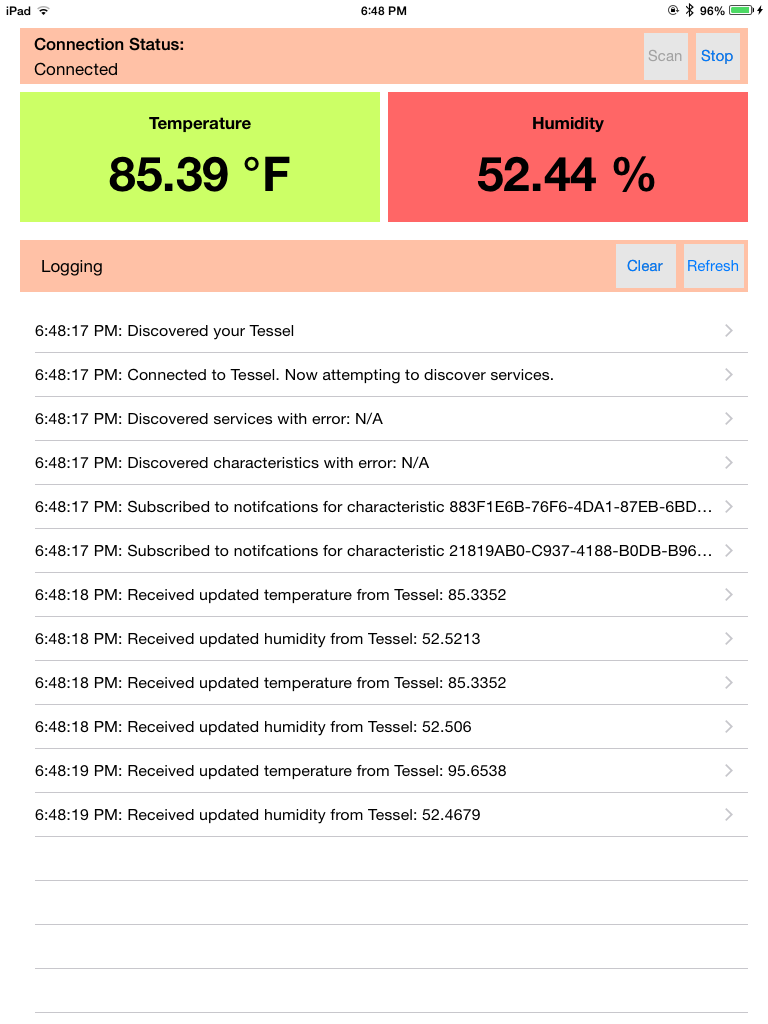 iPad 6:48 PM 96%
Connection Status:
Connected
Scan Stop
Temperature Humidity
85.39 °F 52.44 %
Logging Clear Refresh
6:48:17 PM: Discovered your Tessel
6:48:17 PM: Connected to Tessel. Now attempting to discover services.
6:48:17 PM: Discovered services with error: N/A
6:48:17 PM: Discovered characteristics with error: N/A
6:48:17 PM: Subscribed to notifcations for characteristic 883F1E6B-76F6-4DA1-87EB-6BD...
6:48:17 PM: Subscribed to notifcations for characteristic 21819AB0-C937-4188-B0DB-B96...
6:48:18 PM: Received updated temperature from Tessel: 85.3352
6:48:18 PM: Received updated humidity from Tessel: 52.5213
6:48:18 PM: Received updated temperature from Tessel: 85.3352
6:48:18 PM: Received updated humidity from Tessel: 52.506
6:48:19 PM: Received updated temperature from Tessel: 95.6538
6:48:19 PM: Received updated humidity from Tessel: 52.4679